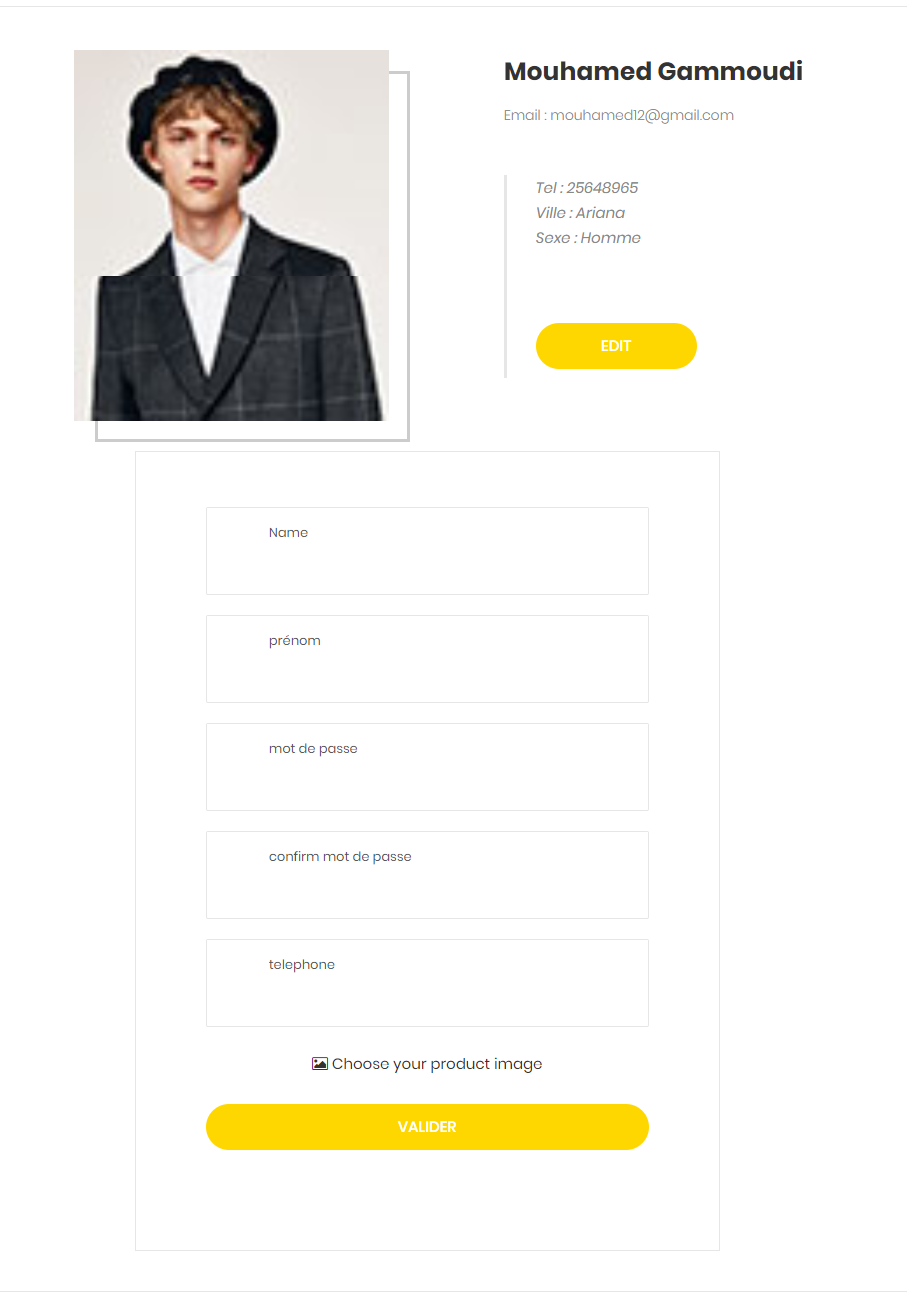 Mouhamed Gammoudi
Email : mouhamed12@gmail.com
Tel : 25648965
Ville : Ariana
Sexe : Homme
EDIT
Name
prénom
mot de passe
confirm mot de passe
telephone
Choose your product image
VALIDER